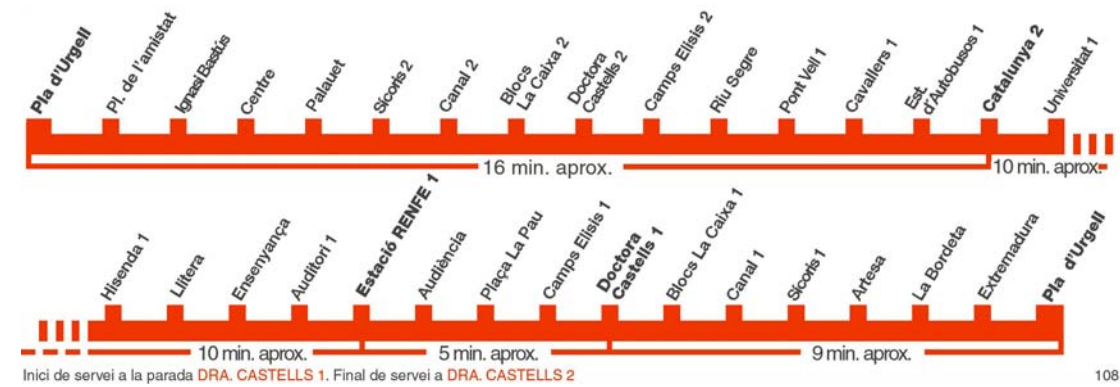 Pla d'Urgell
Pl. de l'amistat
Ignasi Bastús
Centre
Palauet
Sícoris 2
Canal 2
Blocs
La Caixa 2
Doctora
Castells 2
Camps Elisis 2
Riu Segre
Pont Vell 1
Cavallers 1
Est.
d'Autobusos 1
Catalunya 2
Universitat 1
16 min. aprox.
10 min. aprox.
Hisenda 1
Llitera
Ensenyança
Auditori 1
Estació RENFE 1
Audiència
Plaça La Pau
Camps Elisis 1
Doctora
Castells 1
Blocs La Caixa 1
Canal 1
Sícoris 1
Artesa
La Bordeta
Extremadura
Pla d'Urgell
10 min. aprox.
5 min. aprox.
9 min. aprox.
Inici de servei a la parada DRA. CASTELLS 1. Final de servei a DRA. CASTELLS 2
108